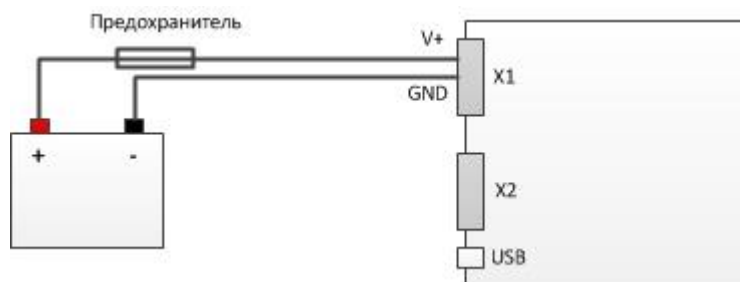 Предохранитель
V+
X1
GND
+ -
X2
USB